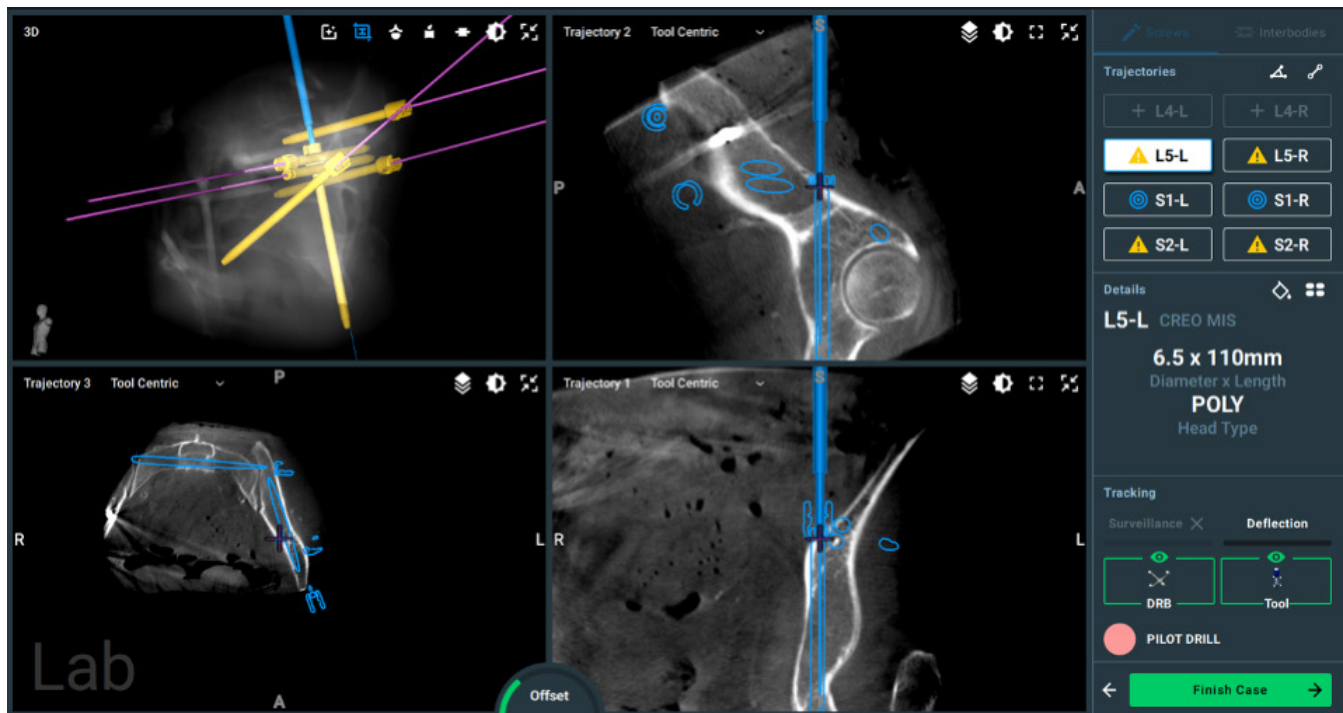 3D
Trajectory 2 Tool Centric
S
P
A
Trajectory 3 Tool Centric
P
R
L
A
Lab
Trajectory 1 Tool Centric
S
R
L
Offset
Screws Interbodies
Trajectories
+ L4-L + L4-R
L5-L L5-R
S1-L S1-R
S2-L S2-R
Details
L5-L CREO MIS
6.5 x 110mm
Diameter x Length
POLY
Head Type
Tracking
Surveillance Deflection
DRB Tool
PILOT DRILL
Finish Case